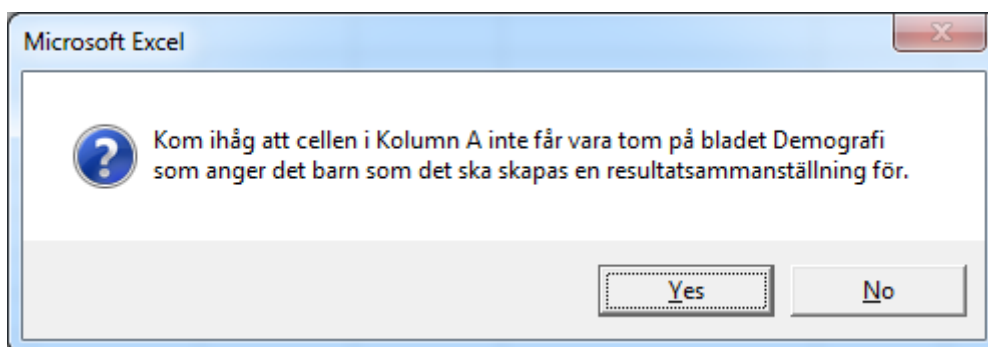 Microsoft Excel
Kom ihåg att cellen i Kolumn A inte får vara tom på bladet Demografi
som anger det barn som det ska skapas en resultatsammanställning för.
Yes
No